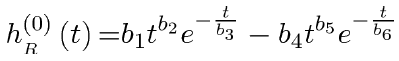 $h_R^{(0)}(t) = b_1 t^{b_2} e^{-\frac{t}{b_3}} - b_4 t^{b_5} e^{-\frac{t}{b_6}}$